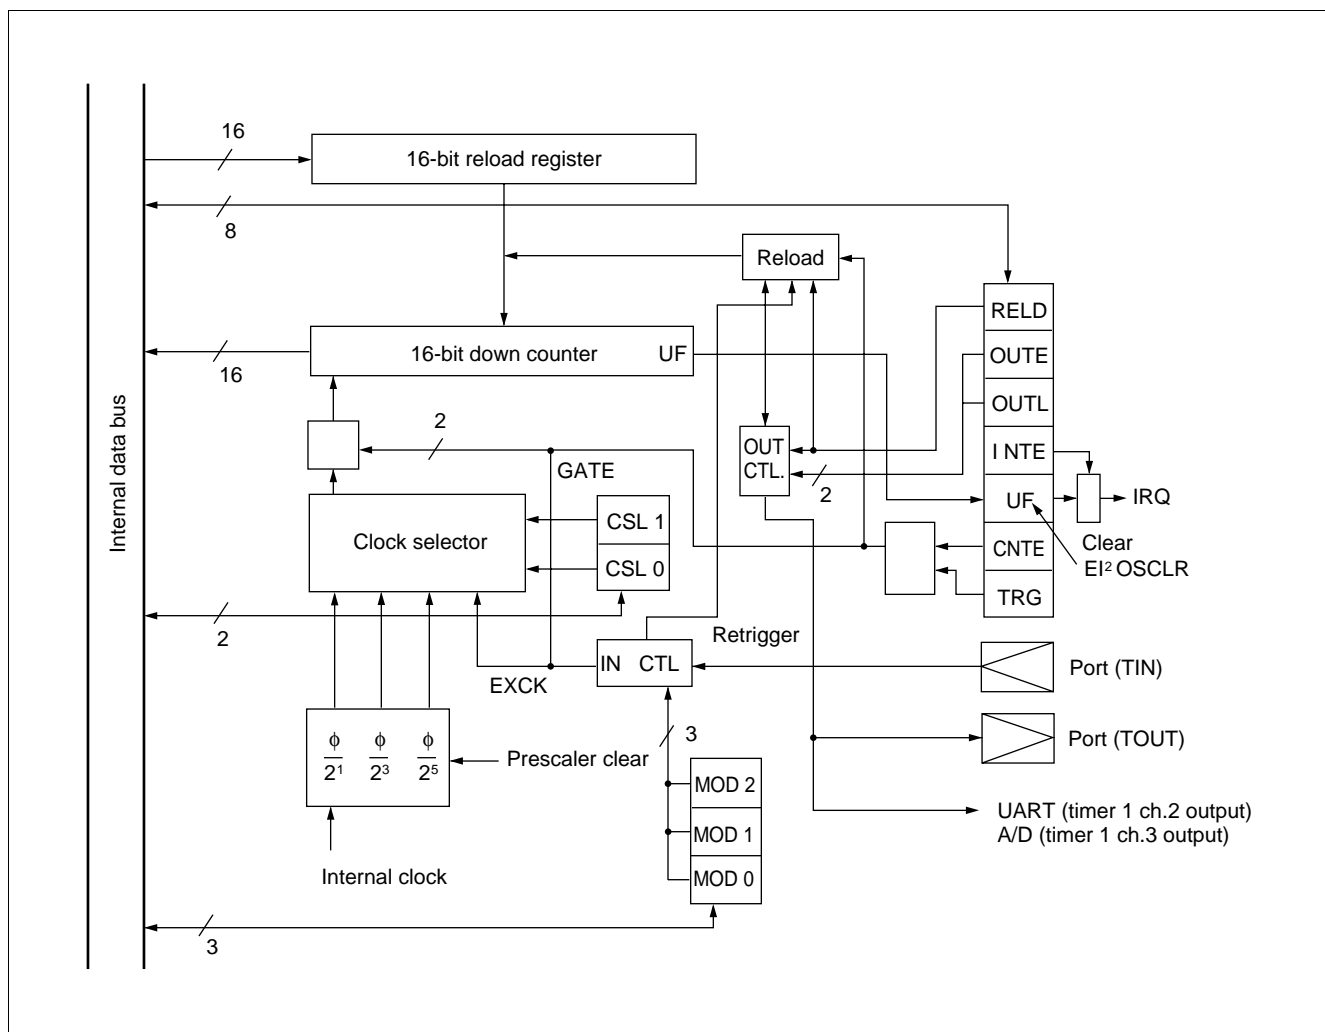 16
16-bit reload register
8
Reload
RELD
16-bit down counter UF
OUTE
16
OUTL
Internal data bus
2
OUT
CTL.
I NTE
GATE
2
UF
IRQ
CSL 1
Clock selector
CNTE
Clear
CSL 0
EI² OSCLR
TRG
2
Retrigger
IN CTL
Port (TIN)
EXCK
3
Port (TOUT)
ϕ ϕ ϕ
2¹ 2³ 2⁵
Prescaler clear
MOD 2
UART (timer 1 ch.2 output)
MOD 1
A/D (timer 1 ch.3 output)
Internal clock
MOD 0
3